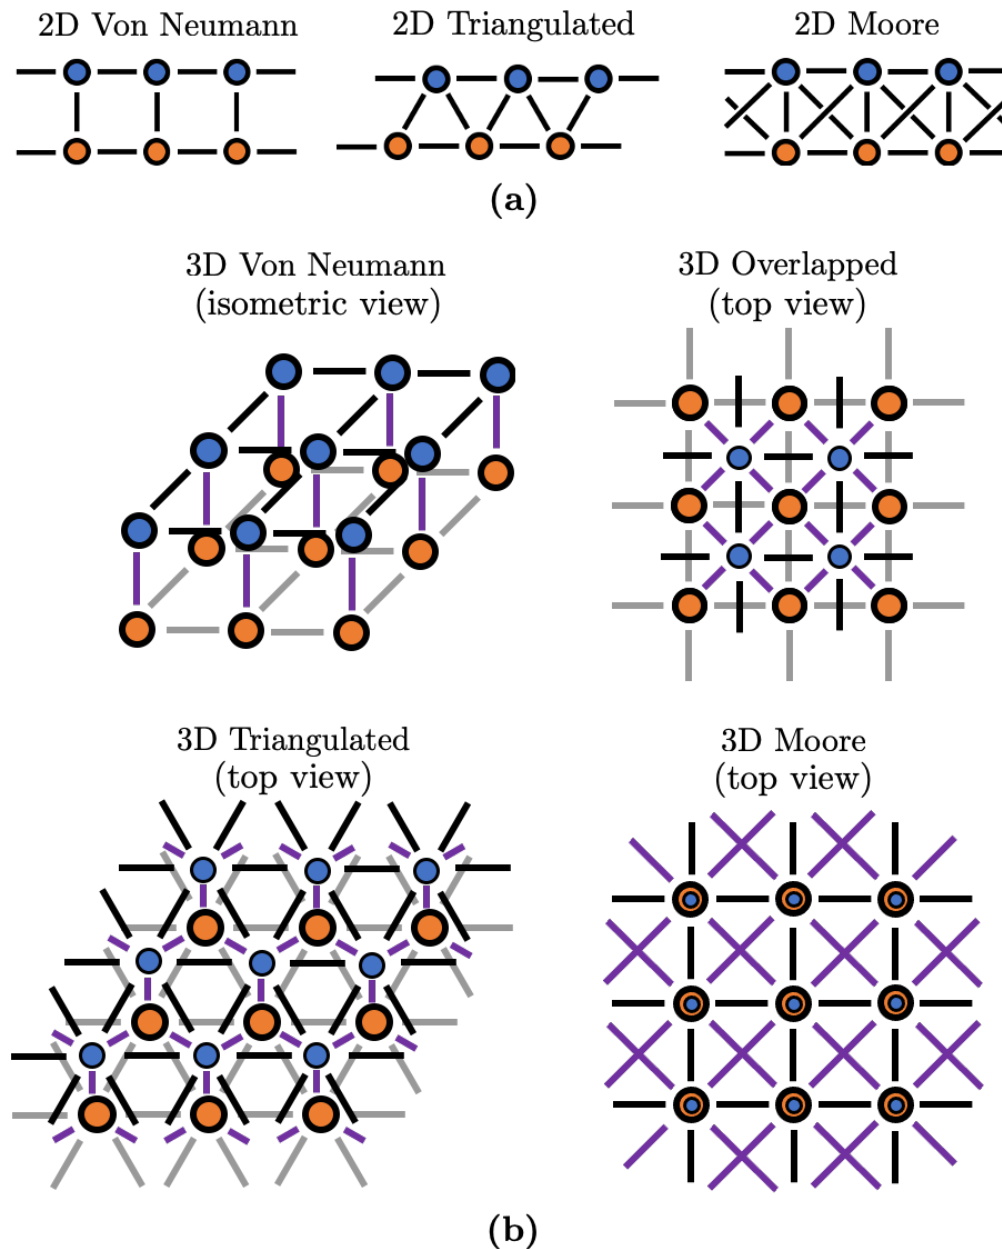 2D Von Neumann
2D Triangulated
2D Moore
(a)
3D Von Neumann
(isometric view)
3D Overlapped
(top view)
3D Triangulated
(top view)
3D Moore
(top view)
(b)